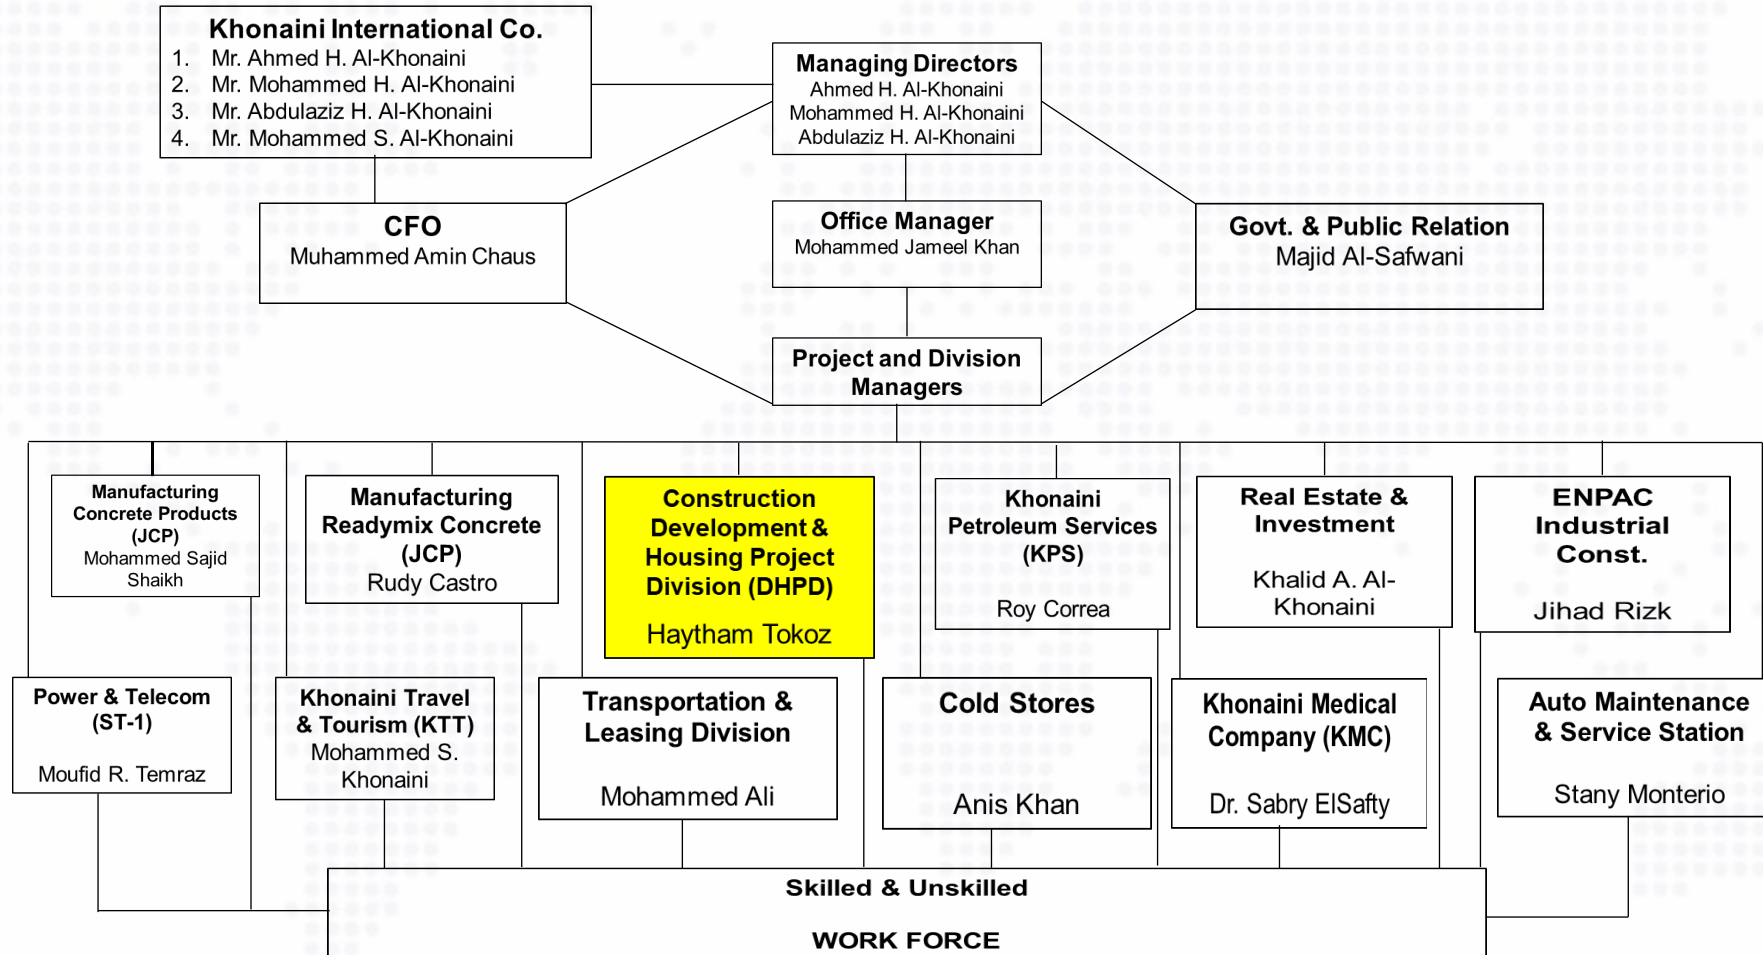 Khonaini International Co.
1. Mr. Ahmed H. Al-Khonaini
2. Mr. Mohammed H. Al-Khonaini
3. Mr. Abdulaziz H. Al-Khonaini
4. Mr. Mohammed S. Al-Khonaini
Managing Directors
Ahmed H. Al-Khonaini
Mohammed H. Al-Khonaini
Abdulaziz H. Al-Khonaini
CFO
Muhammed Amin Chaus
Office Manager
Mohammed Jameel Khan
Govt. & Public Relation
Majid Al-Safwani
Project and Division
Managers
Manufacturing
Concrete Products
(JCP)
Mohammed Sajid
Shaikh
Manufacturing
Readymix Concrete
(JCP)
Rudy Castro
Construction
Development &
Housing Project
Division (DHPD)
Haytham Tokoz
Khonaini
Petroleum Services
(KPS)
Roy Correa
Real Estate &
Investment
Khalid A. Al-
Khonaini
ENPAC
Industrial
Const.
Jihad Rizk
Power & Telecom
(ST-1)
Moufid R. Temraz
Khonaini Travel
& Tourism (KTT)
Mohammed S.
Khonaini
Transportation &
Leasing Division
Mohammed Ali
Cold Stores
Anis Khan
Khonaini Medical
Company (KMC)
Dr. Sabry ElSafty
Auto Maintenance
& Service Station
Stany Monterio
Skilled & Unskilled
WORK FORCE